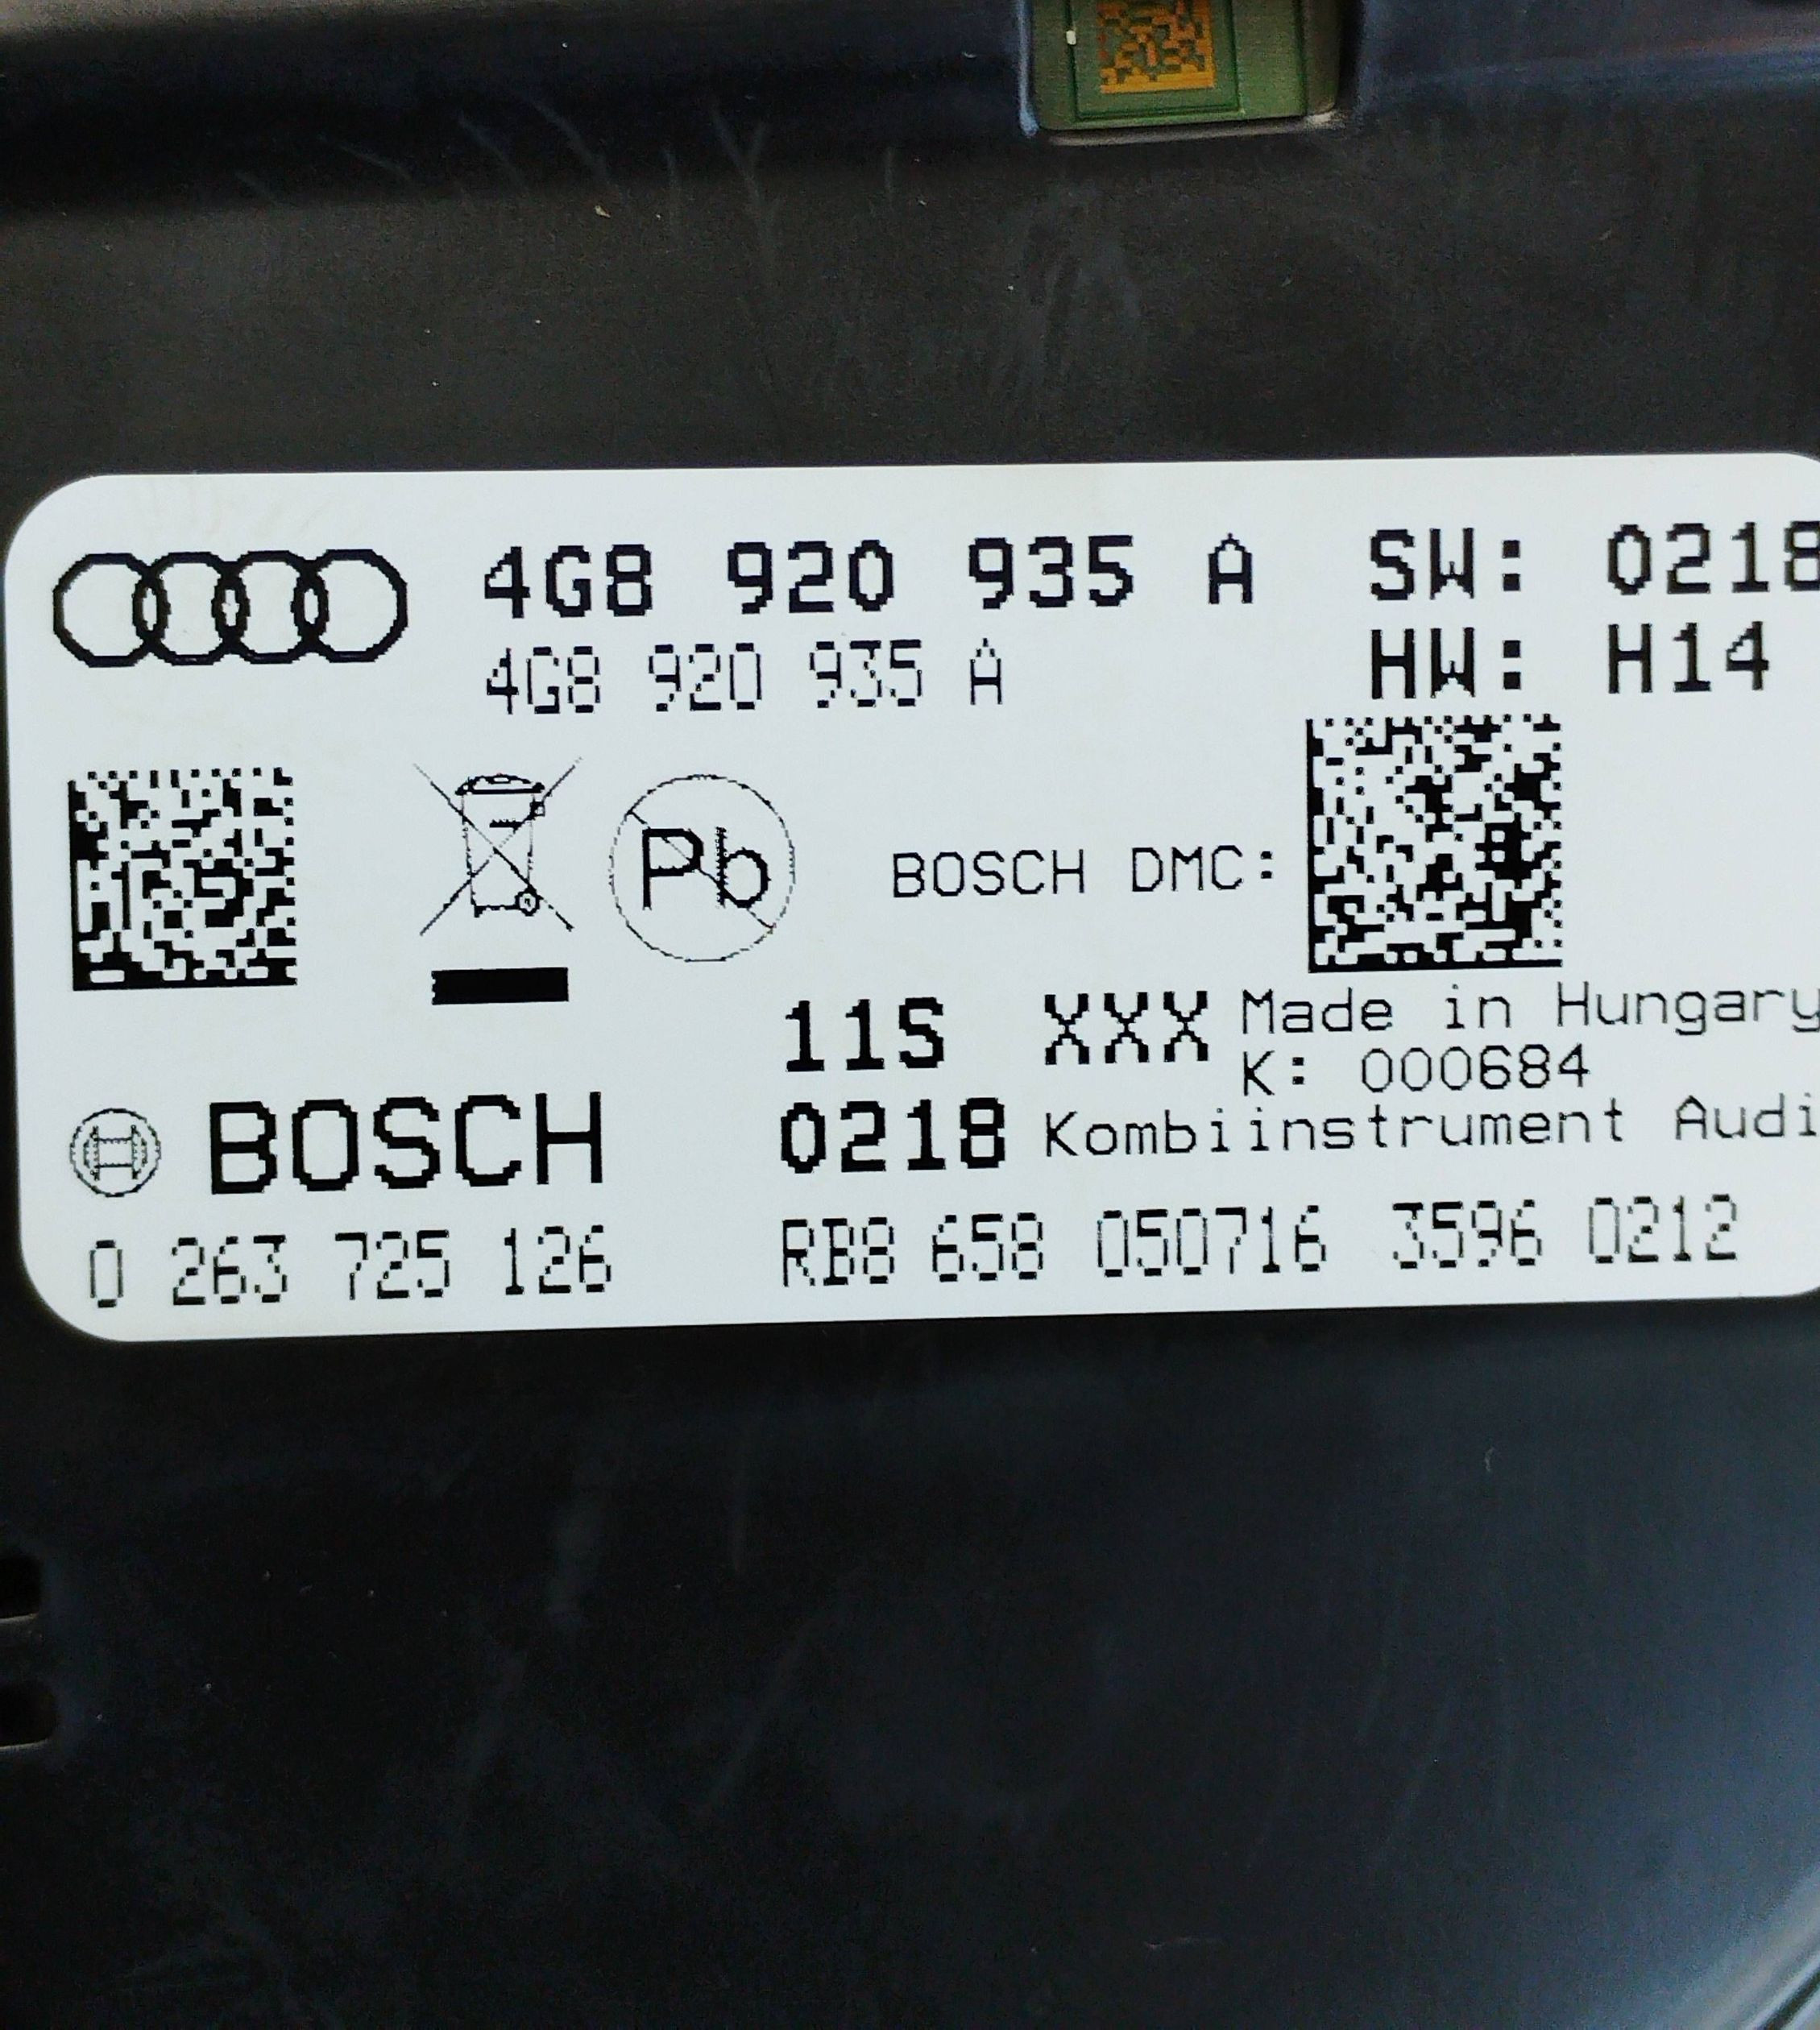 4G8 920 935 A SW: 0218
4G8 920 935 A HW: H14
Pb BOSCH DMC:
11S XXX Made in Hungary
K: 000684
BOSCH 0218 Kombiinstrument Audi
0 263 725 126 RB8 658 050716 3596 0212